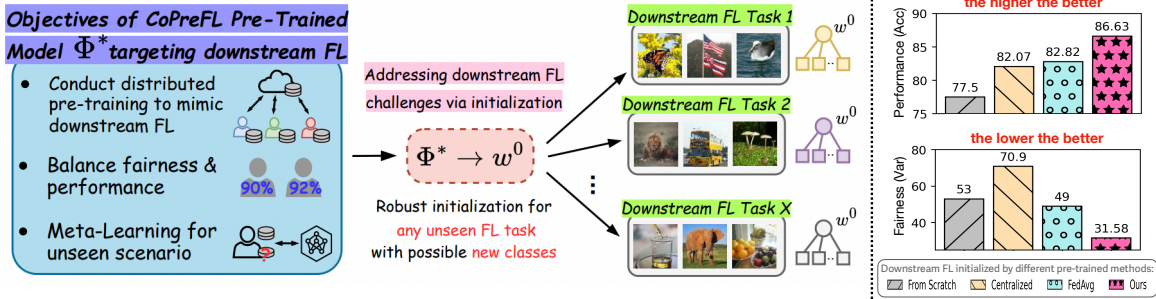 Objectives of CoPreFL Pre-Trained
Model Φ* targeting downstream FL
• Conduct distributed
pre-training to mimic
downstream FL
• Balance fairness &
performance
90%
92%
• Meta-Learning for
unseen scenario
?
Addressing downstream FL
challenges via initialization
Φ* → w⁰
Robust initialization for
any unseen FL task
with possible new classes
Downstream FL Task 1
w⁰
Downstream FL Task 2
w⁰
Downstream FL Task X
w⁰
the higher the better
Performance (Acc)
90
85
80
75
77.5
82.07
82.82
86.63
the lower the better
Fairness (Var)
80
60
40
53
70.9
49
31.58
Downstream FL initialized by different pre-trained methods:
From Scratch
Centralized
FedAvg
Ours